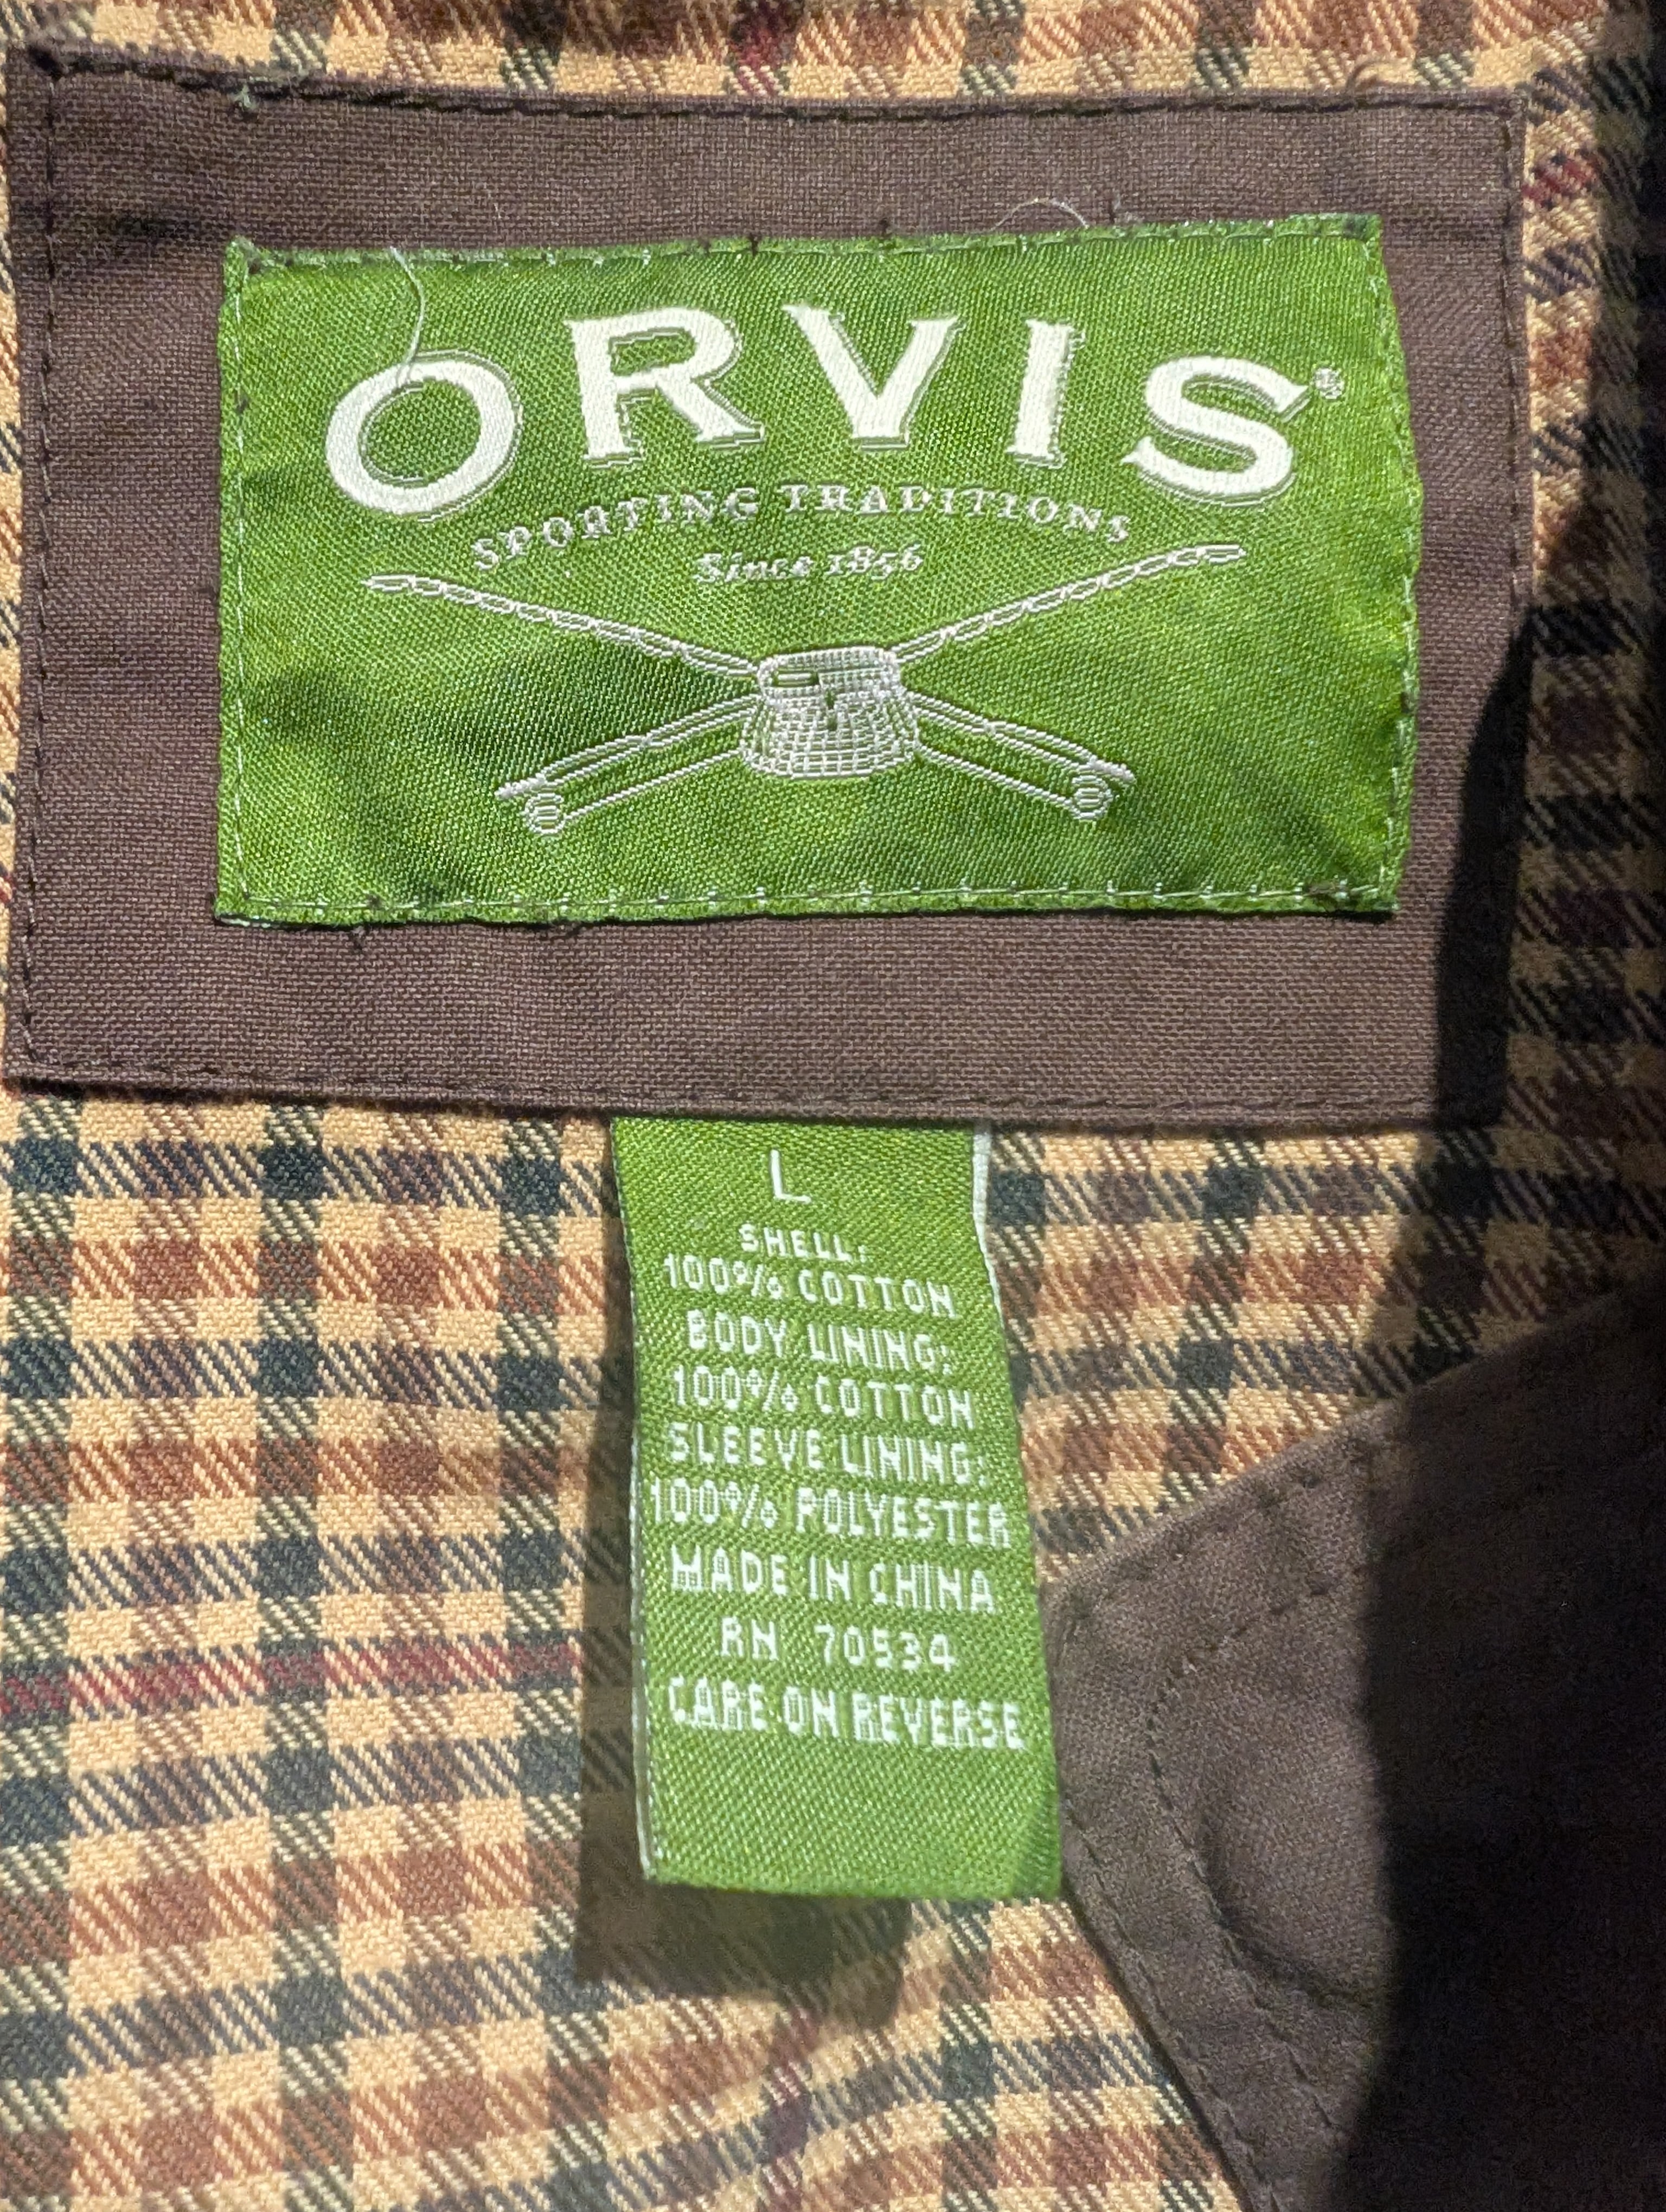 ORVIS®
SPORTING TRADITIONS
Since 1856
L
SHELL:
100% COTTON
BODY LINING:
100% COTTON
SLEEVE LINING:
100% POLYESTER
MADE IN CHINA
RN 70534
CARE ON REVERSE